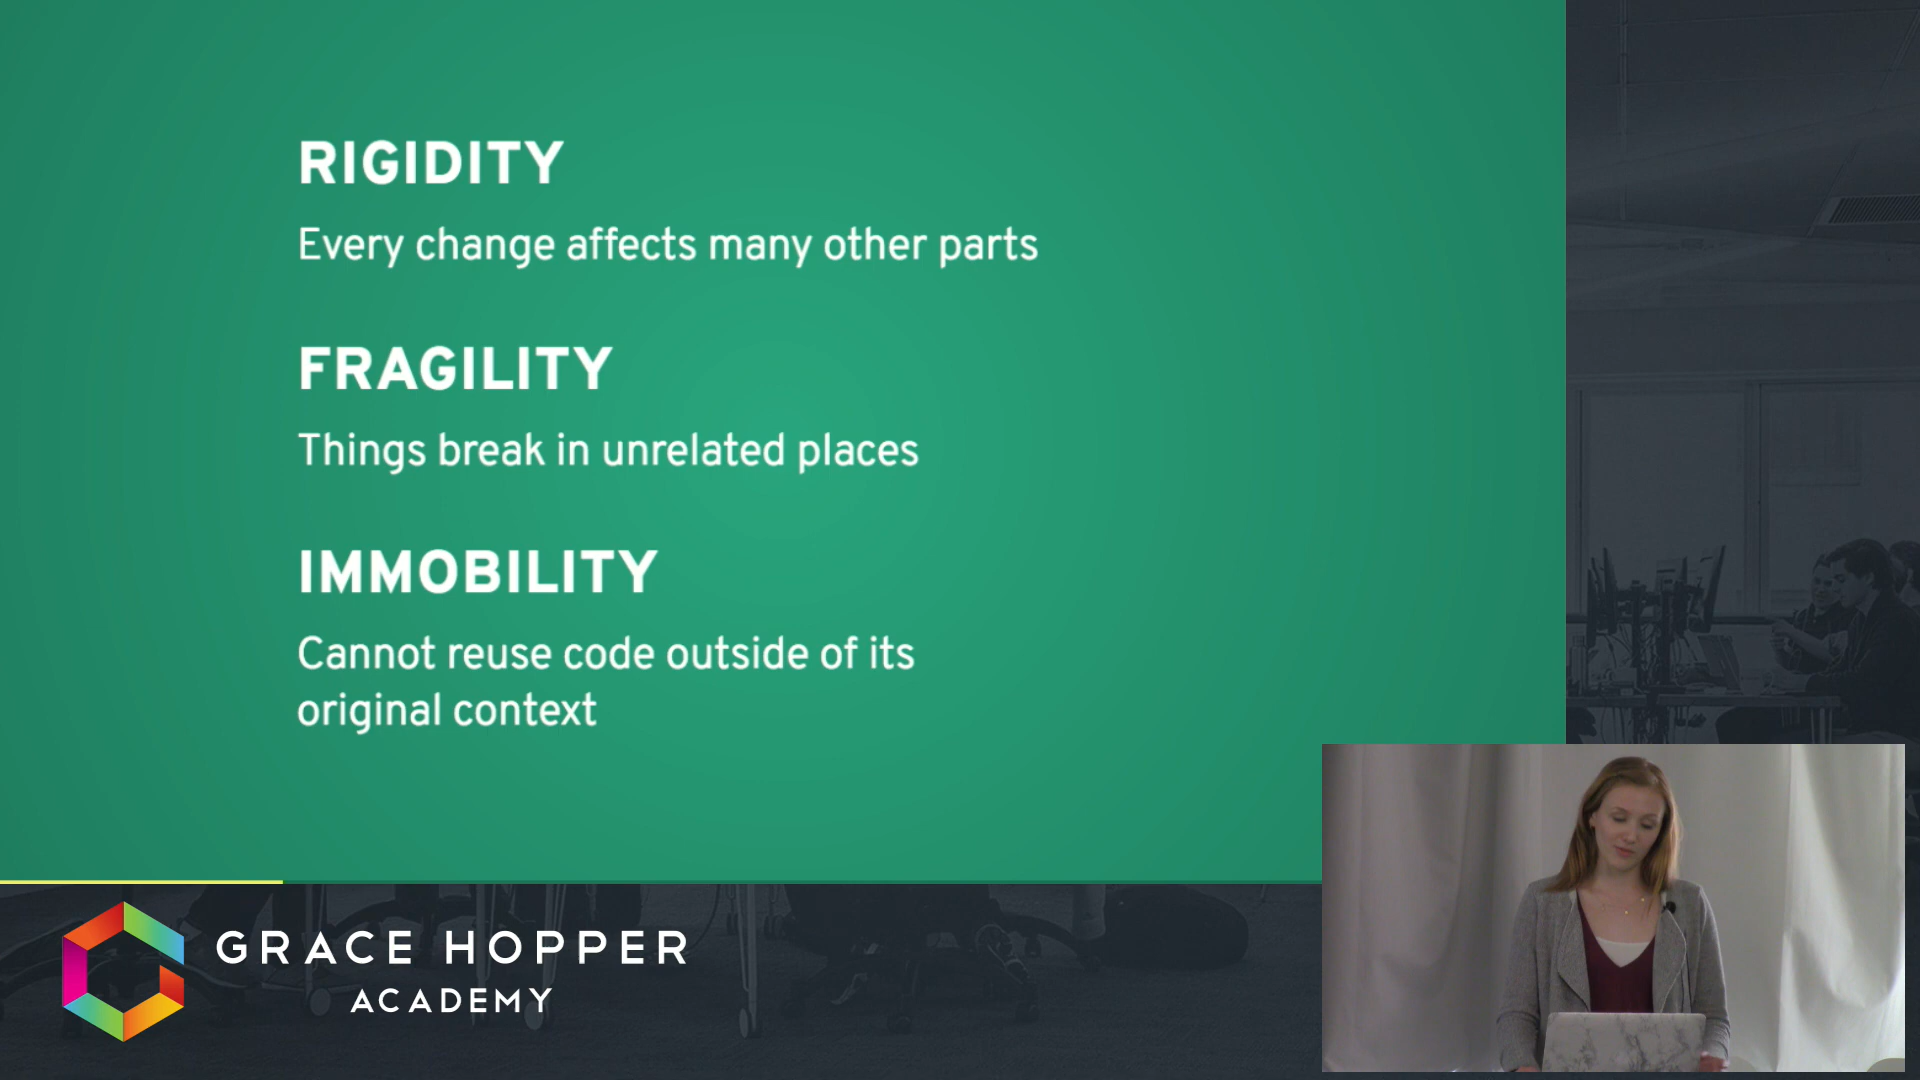 RIGIDITY
Every change affects many other parts
FRAGILITY
Things break in unrelated places
IMMOBILITY
Cannot reuse code outside of its
original context
GRACE HOPPER
ACADEMY